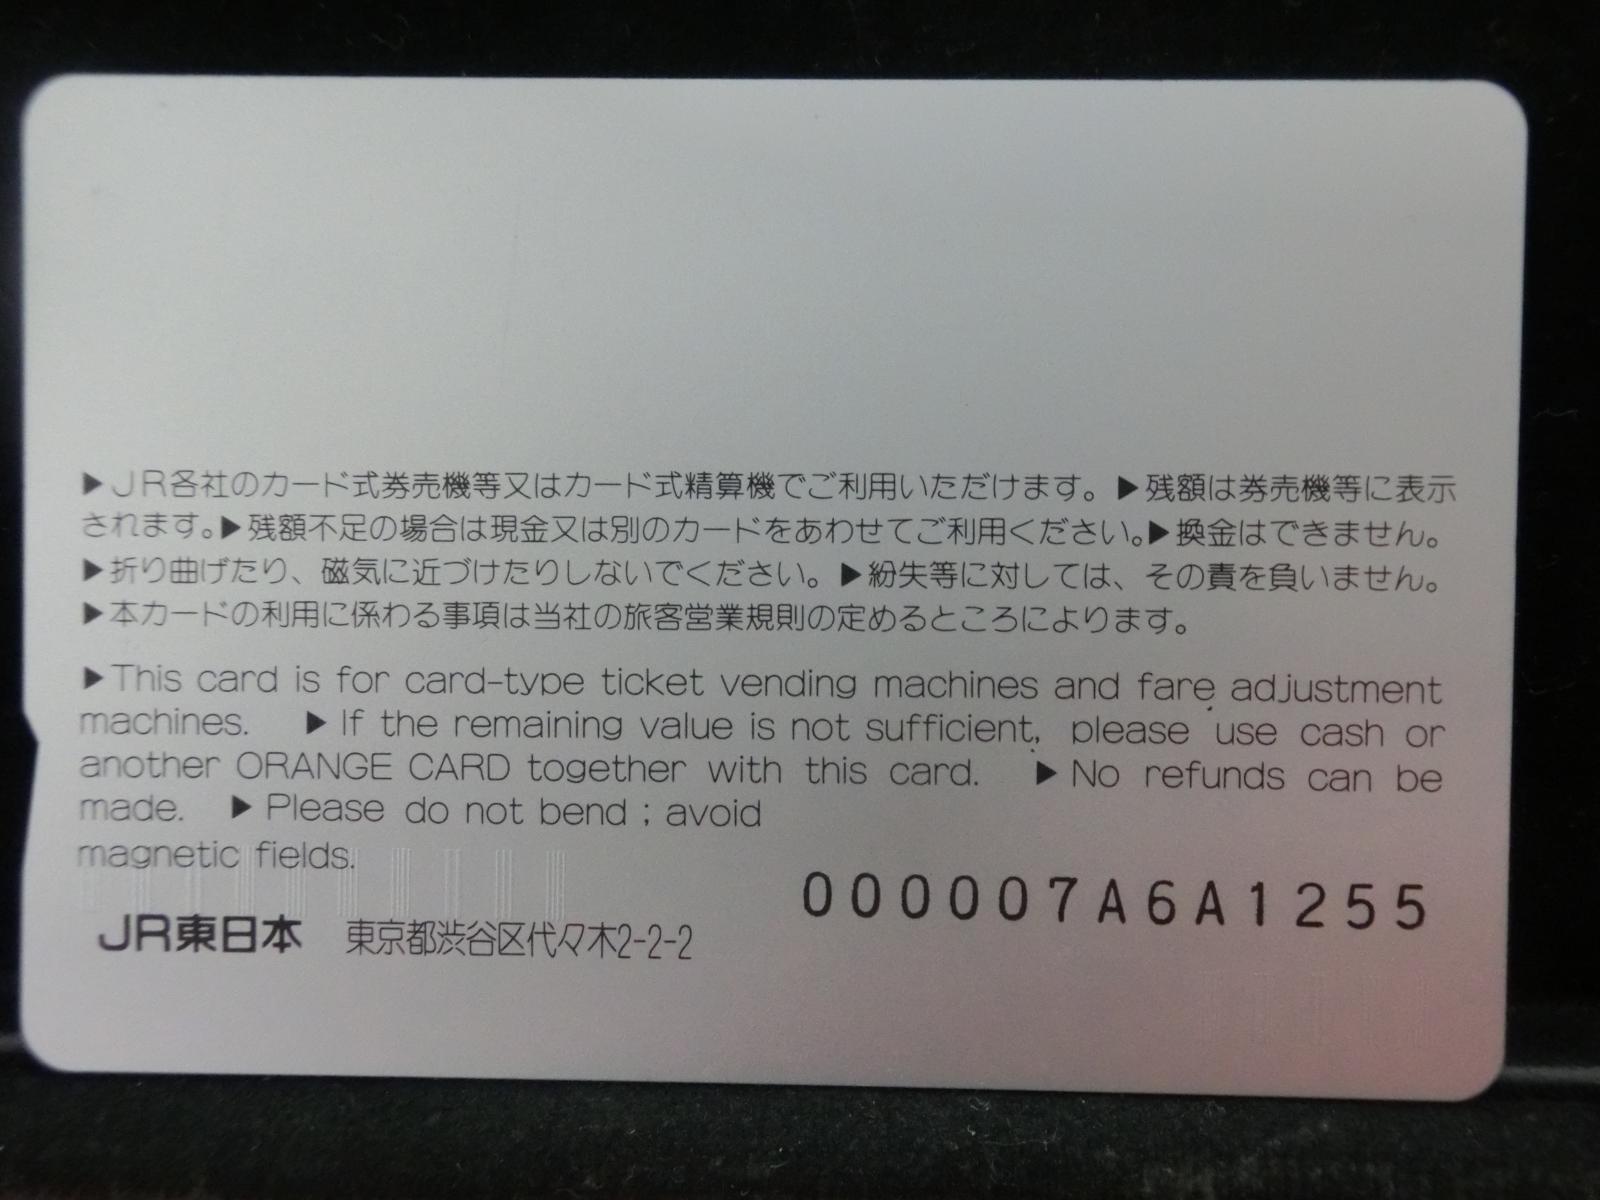 ▶JR各社のカード式券売機等又はカード式精算機でご利用いただけます。▶残額は券売機等に表示
されます。▶残額不足の場合は現金又は別のカードをあわせてご利用ください。▶換金はできません。
▶折り曲げたり、磁気に近づけたりしないでください。▶紛失等に対しては、その責を負いません。
▶本カードの利用に係わる事項は当社の旅客営業規則の定めるところによります。
▶This card is for card-type ticket vending machines and fare adjustment
machines. ▶If the remaining value is not sufficient, please use cash or
another ORANGE CARD together with this card. ▶No refunds can be
made. ▶Please do not bend ; avoid
magnetic fields.
000007A6A1255
JR東日本 東京都渋谷区代々木2-2-2